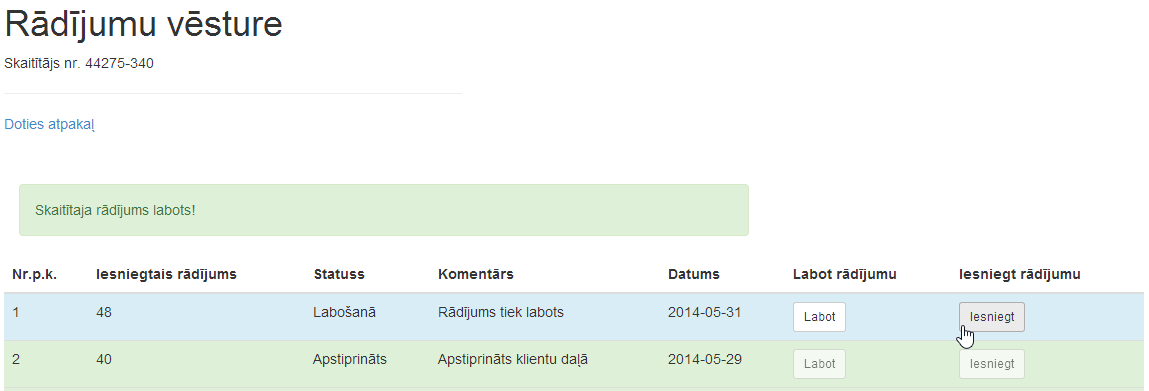 Rādījumu vēsture
Skaitītājs nr. 44275-340
Doties atpakaļ
Skaitītaja rādījums labots!
Nr.p.k. Iesniegtais rādījums Statuss Komentārs Datums Labot rādījumu Iesniegt rādījumu
1 48 Labošanā Rādījums tiek labots 2014-05-31 Labot Iesniegt
2 40 Apstiprināts Apstiprināts klientu daļā 2014-05-29 Labot Iesniegt